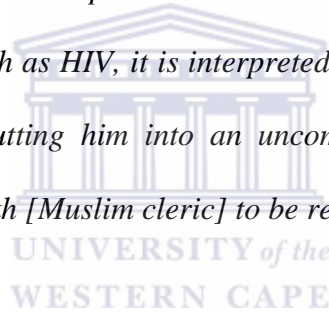 h as HIV, it is interpreted
utting him into an uncon
th [Muslim cleric] to be re
UNIVERSITY of the
WESTERN CAPE